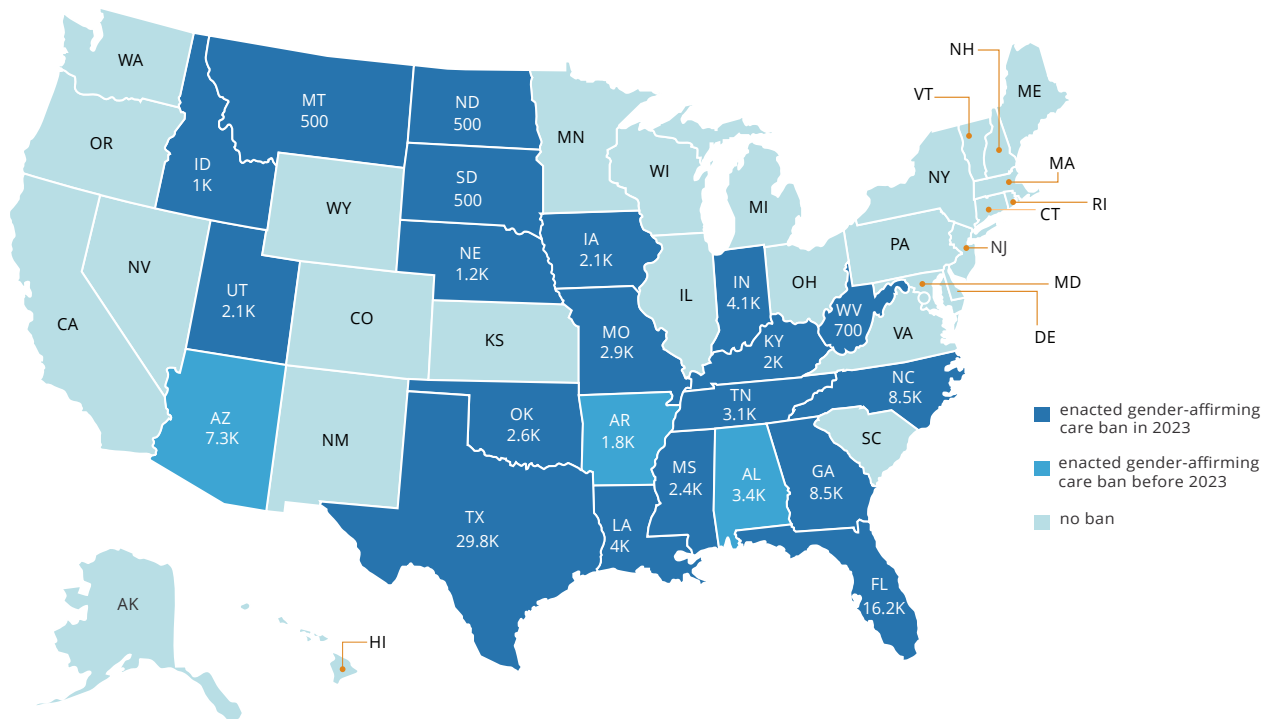 WA
OR
CA
NV
ID
1K
MT
500
WY
UT
2.1K
AZ
7.3K
CO
NM
ND
500
SD
500
NE
1.2K
KS
OK
2.6K
TX
29.8K
MN
IA
2.1K
MO
2.9K
AR
1.8K
LA
4K
WI
IL
MI
IN
4.1K
OH
KY
2K
TN
3.1K
MS
2.4K
AL
3.4K
GA
8.5K
FL
16.2K
SC
NC
8.5K
VA
WV
700
PA
NY
VT
NH
ME
MA
RI
CT
NJ
MD
DE
AK
HI
enacted gender-affirming
care ban in 2023
enacted gender-affirming
care ban before 2023
no ban